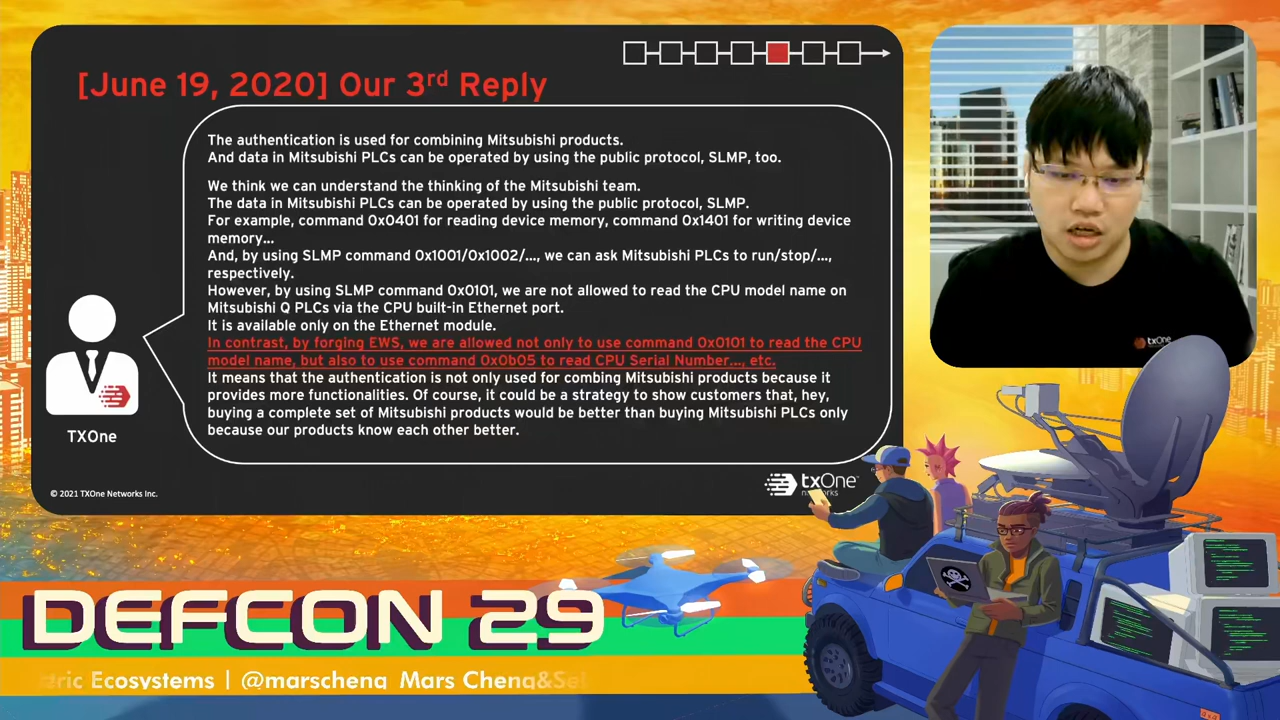 [June 19, 2020] Our 3rd Reply
The authentication is used for combining Mitsubishi products.
And data in Mitsubishi PLCs can be operated by using the public protocol, SLMP, too.
We think we can understand the thinking of the Mitsubishi team.
The data in Mitsubishi PLCs can be operated by using the public protocol, SLMP.
For example, command 0x0401 for reading device memory, command 0x1401 for writing device
memory...
And, by using SLMP command 0x1001/0x1002/..., we can ask Mitsubishi PLCs to run/stop/...,
respectively.
However, by using SLMP command 0x0101, we are not allowed to read the CPU model name on
Mitsubishi Q PLCs via the CPU built-in Ethernet port.
It is available only on the Ethernet module.
In contrast, by forging EWS, we are allowed not only to use command 0x0101 to read the CPU
model name, but also to use command 0x0b05 to read CPU Serial Number..., etc.
It means that the authentication is not only used for combing Mitsubishi products because it
provides more functionalities. Of course, it could be a strategy to show customers that, hey,
buying a complete set of Mitsubishi products would be better than buying Mitsubishi PLCs only
because our products know each other better.
TXOne
© 2021 TXOne Networks Inc.
txOne
networks
txOne
DEFCON 29
tric Ecosystems | @marscheng_ Mars Cheng&Sel